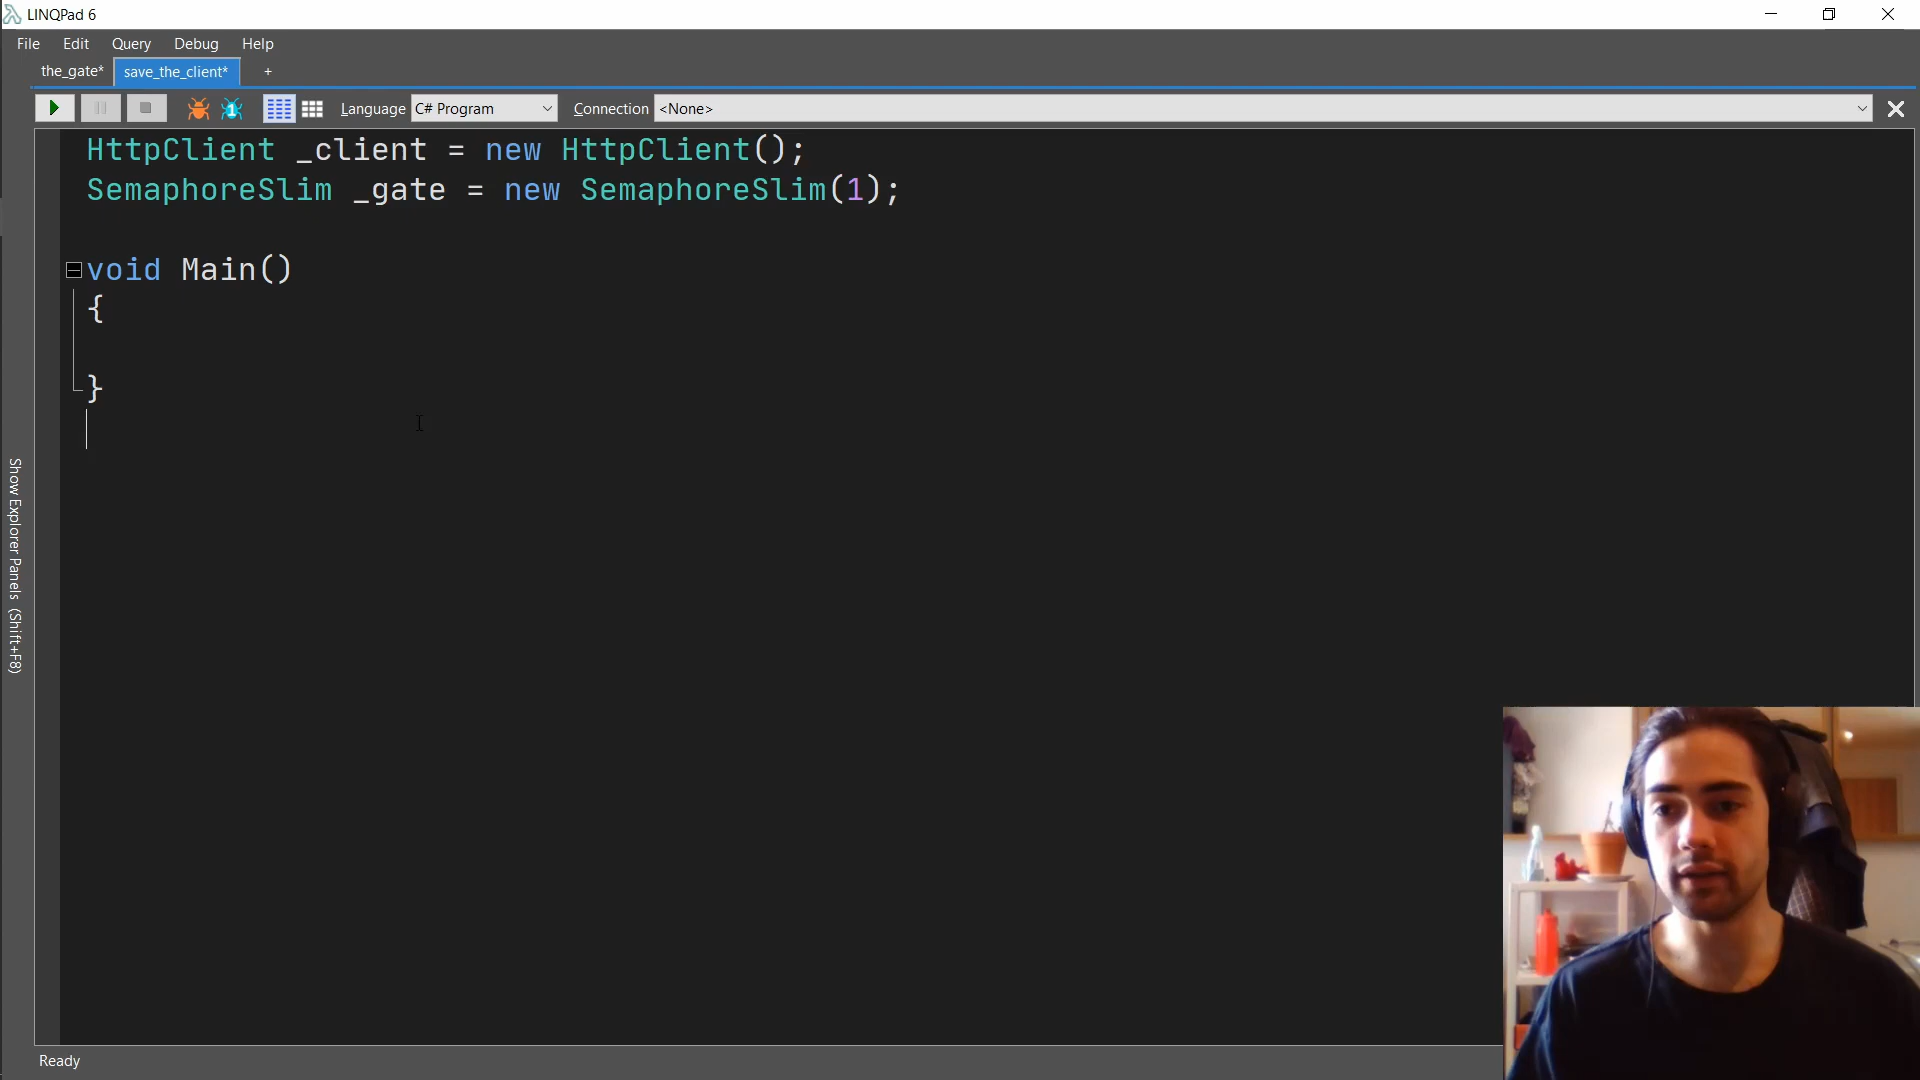 LINQPad 6
File Edit Query Debug Help
the_gate* save_the_client* +
1 Language C# Program Connection <None>
HttpClient _client = new HttpClient();
SemaphoreSlim _gate = new SemaphoreSlim(1);
void Main()
{
}
Show Explorer Panels (Shift+F8)
Ready